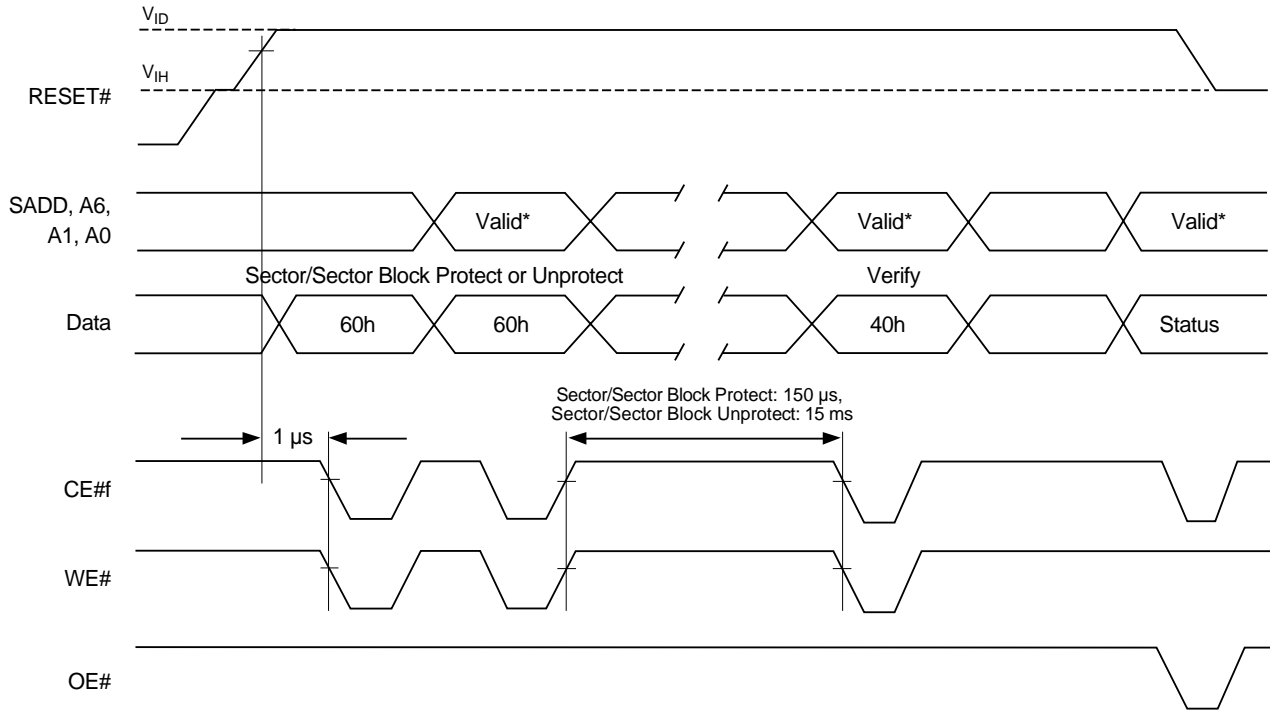 VID
VIH
RESET#
SADD, A6,
A1, A0
Valid*
Valid*
Valid*
Sector/Sector Block Protect or Unprotect
Verify
Data
60h
60h
40h
Status
Sector/Sector Block Protect: 150 µs,
Sector/Sector Block Unprotect: 15 ms
1 µs
CE#f
WE#
OE#